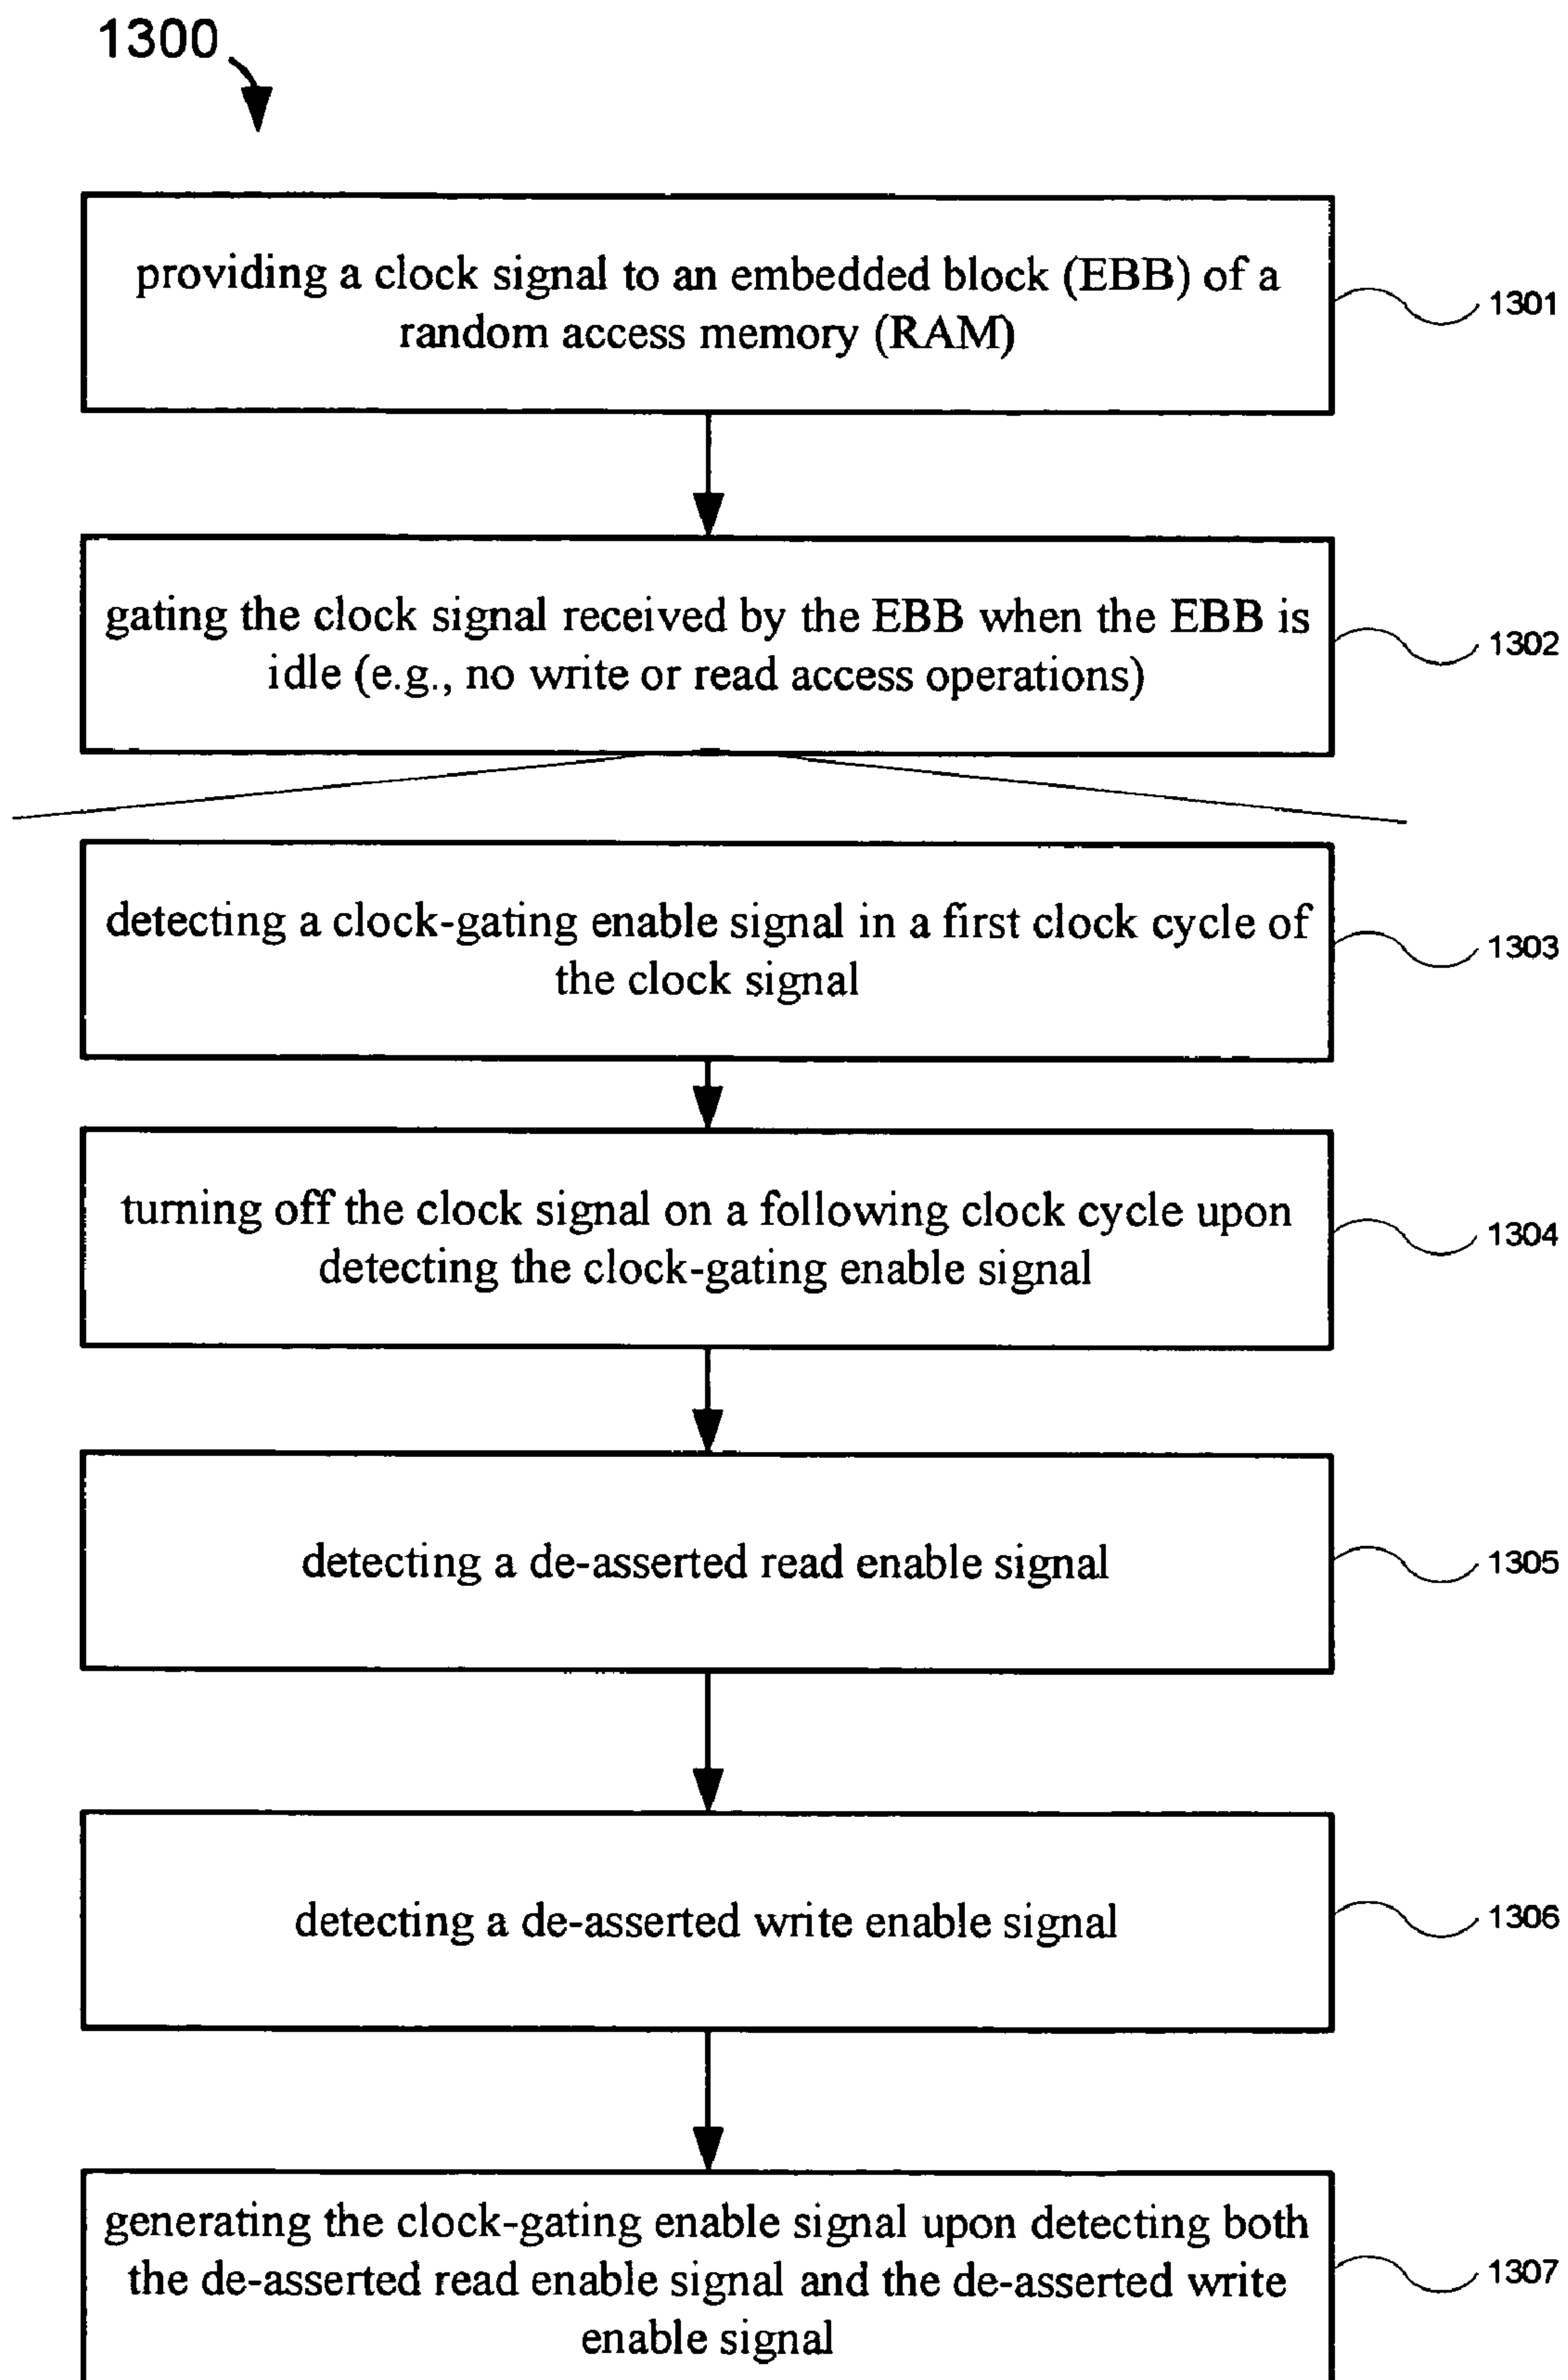 1300
providing a clock signal to an embedded block (EBB) of a
random access memory (RAM)
1301
gating the clock signal received by the EBB when the EBB is
idle (e.g., no write or read access operations)
1302
detecting a clock-gating enable signal in a first clock cycle of
the clock signal
1303
turning off the clock signal on a following clock cycle upon
detecting the clock-gating enable signal
1304
detecting a de-asserted read enable signal
1305
detecting a de-asserted write enable signal
1306
generating the clock-gating enable signal upon detecting both
the de-asserted read enable signal and the de-asserted write
enable signal
1307